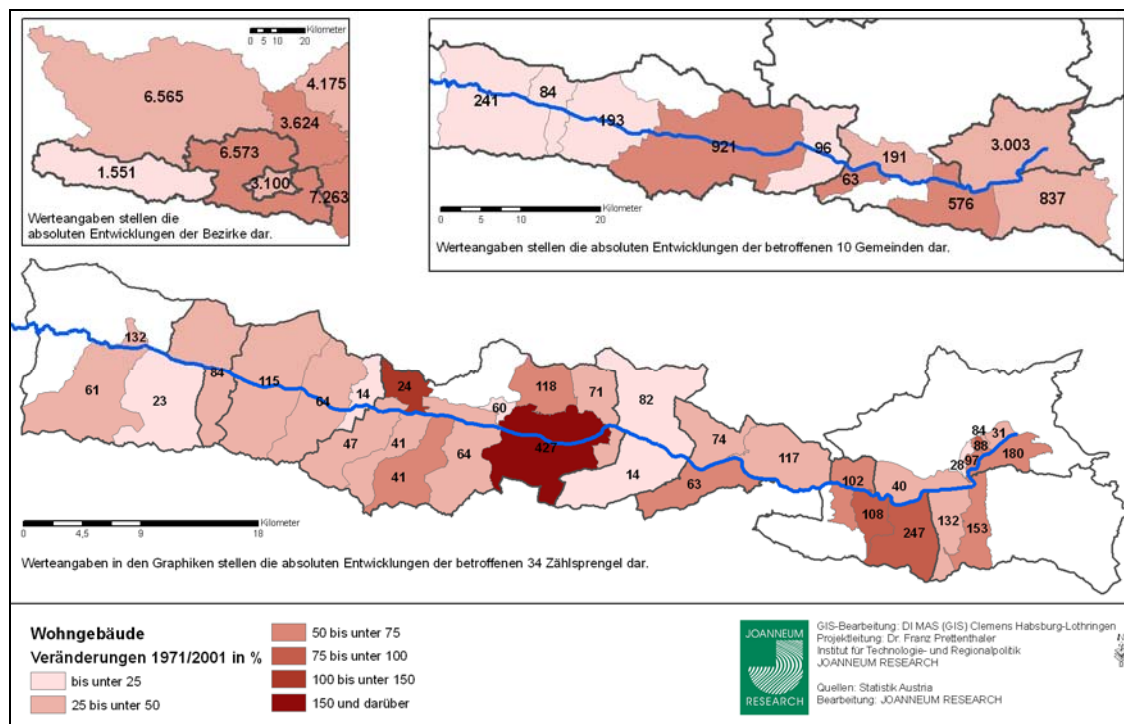 Kilometer
0 5 10 20
4.175
6.565
3.624
6.573
1.551
3.100
7.263
Werteangaben stellen die
absoluten Entwicklungen der Bezirke dar.
241
84
193
921
96
191
63
3.003
576
837
0 5 10 20
Kilometer
Werteangaben stellen die absoluten Entwicklungen der betroffenen 10 Gemeinden dar.
132
61
23
84
115
64
14
24
60
118
71
82
47
41
41
64
427
14
74
63
117
102
108
40
247
132
153
28
97
88
84
31
180
0 4,5 9 18
Kilometer
Werteangaben in den Graphiken stellen die absoluten Entwicklungen der betroffenen 34 Zählsprengel dar.
Wohngebäude
Veränderungen 1971/2001 in %
bis unter 25
25 bis unter 50
50 bis unter 75
75 bis unter 100
100 bis unter 150
150 und darüber
JOANNEUM
RESEARCH
GIS-Bearbeitung: DI MAS (GIS) Clemens Habsburg-Lothringen
Projektleitung: Dr. Franz Prettenthaler
Institut für Technologie- und Regionalpolitik
JOANNEUM RESEARCH
Quellen: Statistik Austria
Bearbeitung: JOANNEUM RESEARCH